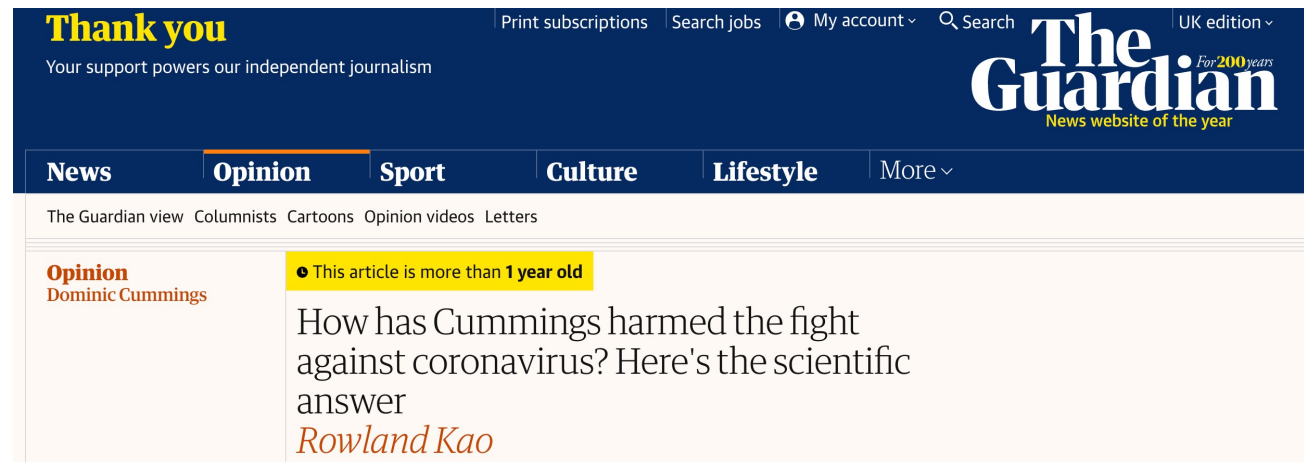 Thank you
Your support powers our independent journalism
Print subscriptions Search jobs My account Search UK edition
The Guardian
For 200 years
News website of the year
News Opinion Sport Culture Lifestyle More
The Guardian view Columnists Cartoons Opinion videos Letters
Opinion
Dominic Cummings
This article is more than 1 year old
How has Cummings harmed the fight
against coronavirus? Here's the scientific
answer
Rowland Kao